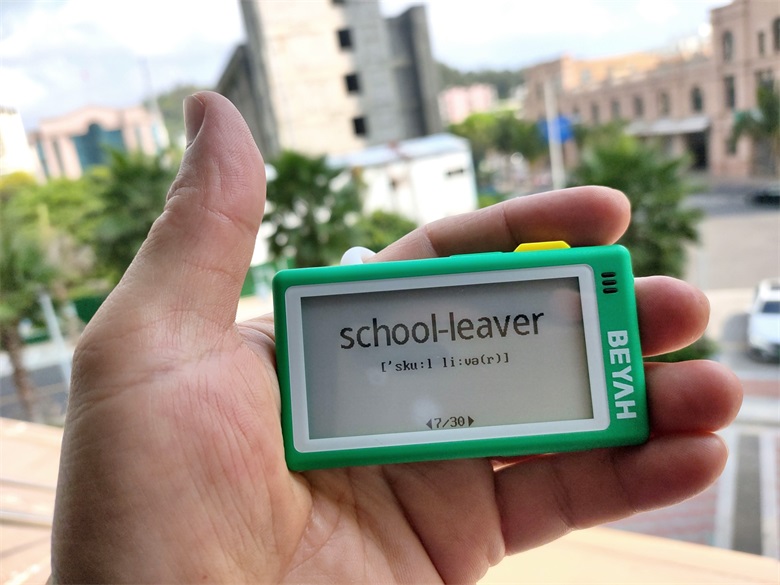 school-leaver
['sku:l li:və(r)]
◀7/30▶
BEYAH